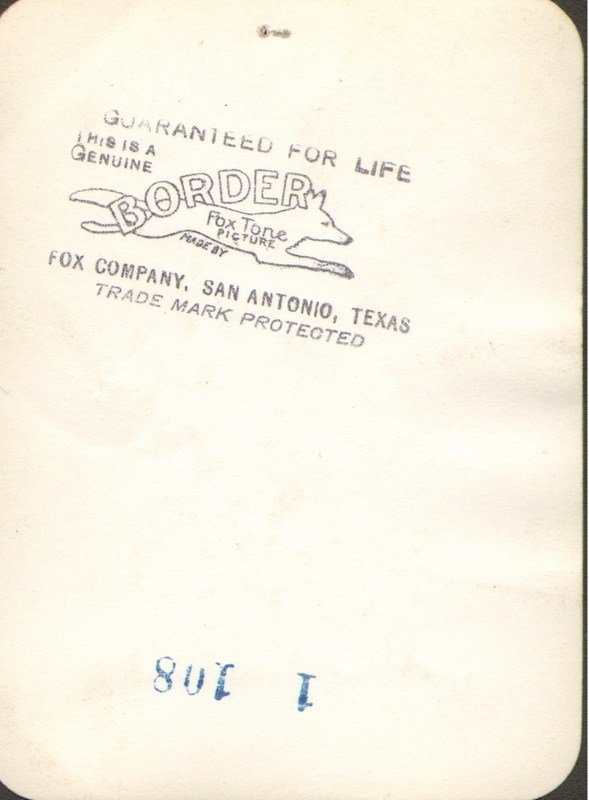 GUARANTEED FOR LIFE
THIS IS A
GENUINE
BORDER
Fox Tone
PICTURE
MADE BY
FOX COMPANY, SAN ANTONIO, TEXAS
TRADE MARK PROTECTED
1 108